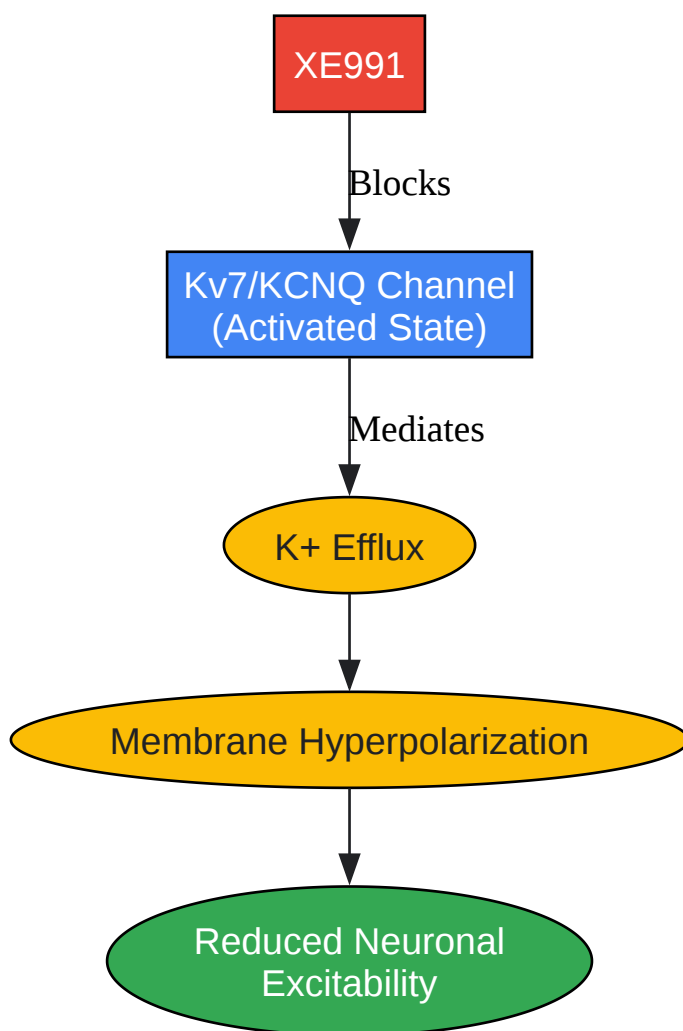 XE991
Blocks
Kv7/KCNQ Channel
(Activated State)
Mediates
K+ Efflux
Membrane Hyperpolarization
Reduced Neuronal
Excitability